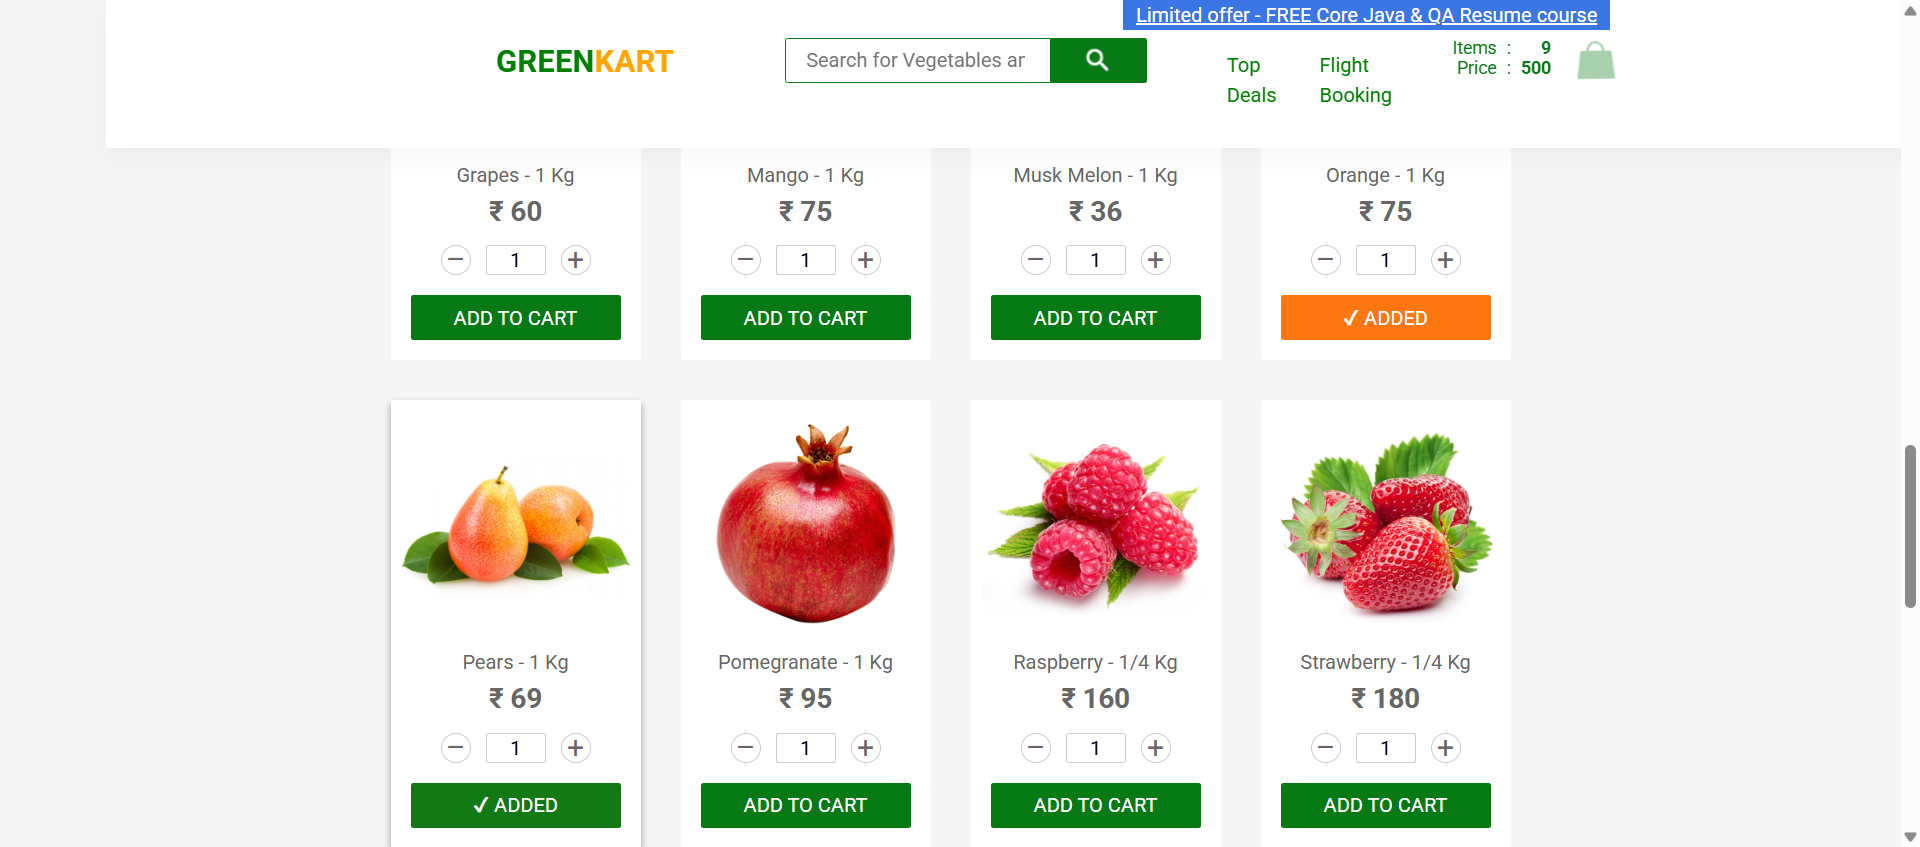 Limited offer - FREE Core Java & QA Resume course
GREENKART
Search for Vegetables ar
Top Deals
Flight Booking
Items : 9
Price : 500
Grapes - 1 Kg
₹ 60
1
ADD TO CART
Mango - 1 Kg
₹ 75
1
ADD TO CART
Musk Melon - 1 Kg
₹ 36
1
ADD TO CART
Orange - 1 Kg
₹ 75
1
✓ ADDED
Pears - 1 Kg
₹ 69
1
✓ ADDED
Pomegranate - 1 Kg
₹ 95
1
ADD TO CART
Raspberry - 1/4 Kg
₹ 160
1
ADD TO CART
Strawberry - 1/4 Kg
₹ 180
1
ADD TO CART